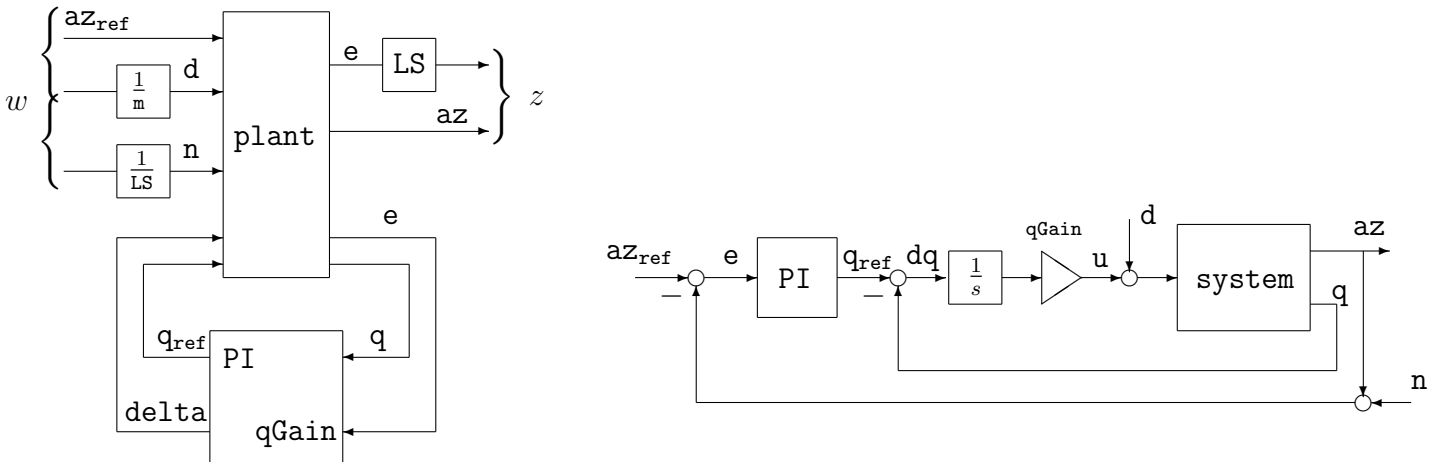 az_ref
w
d
1/m
n
1/LS
plant
e
LS
az
z
e
q_ref
q
PI
delta
qGain
az_ref
−
e
PI
q_ref
−
dq
1/s
qGain
u
d
system
az
q
n